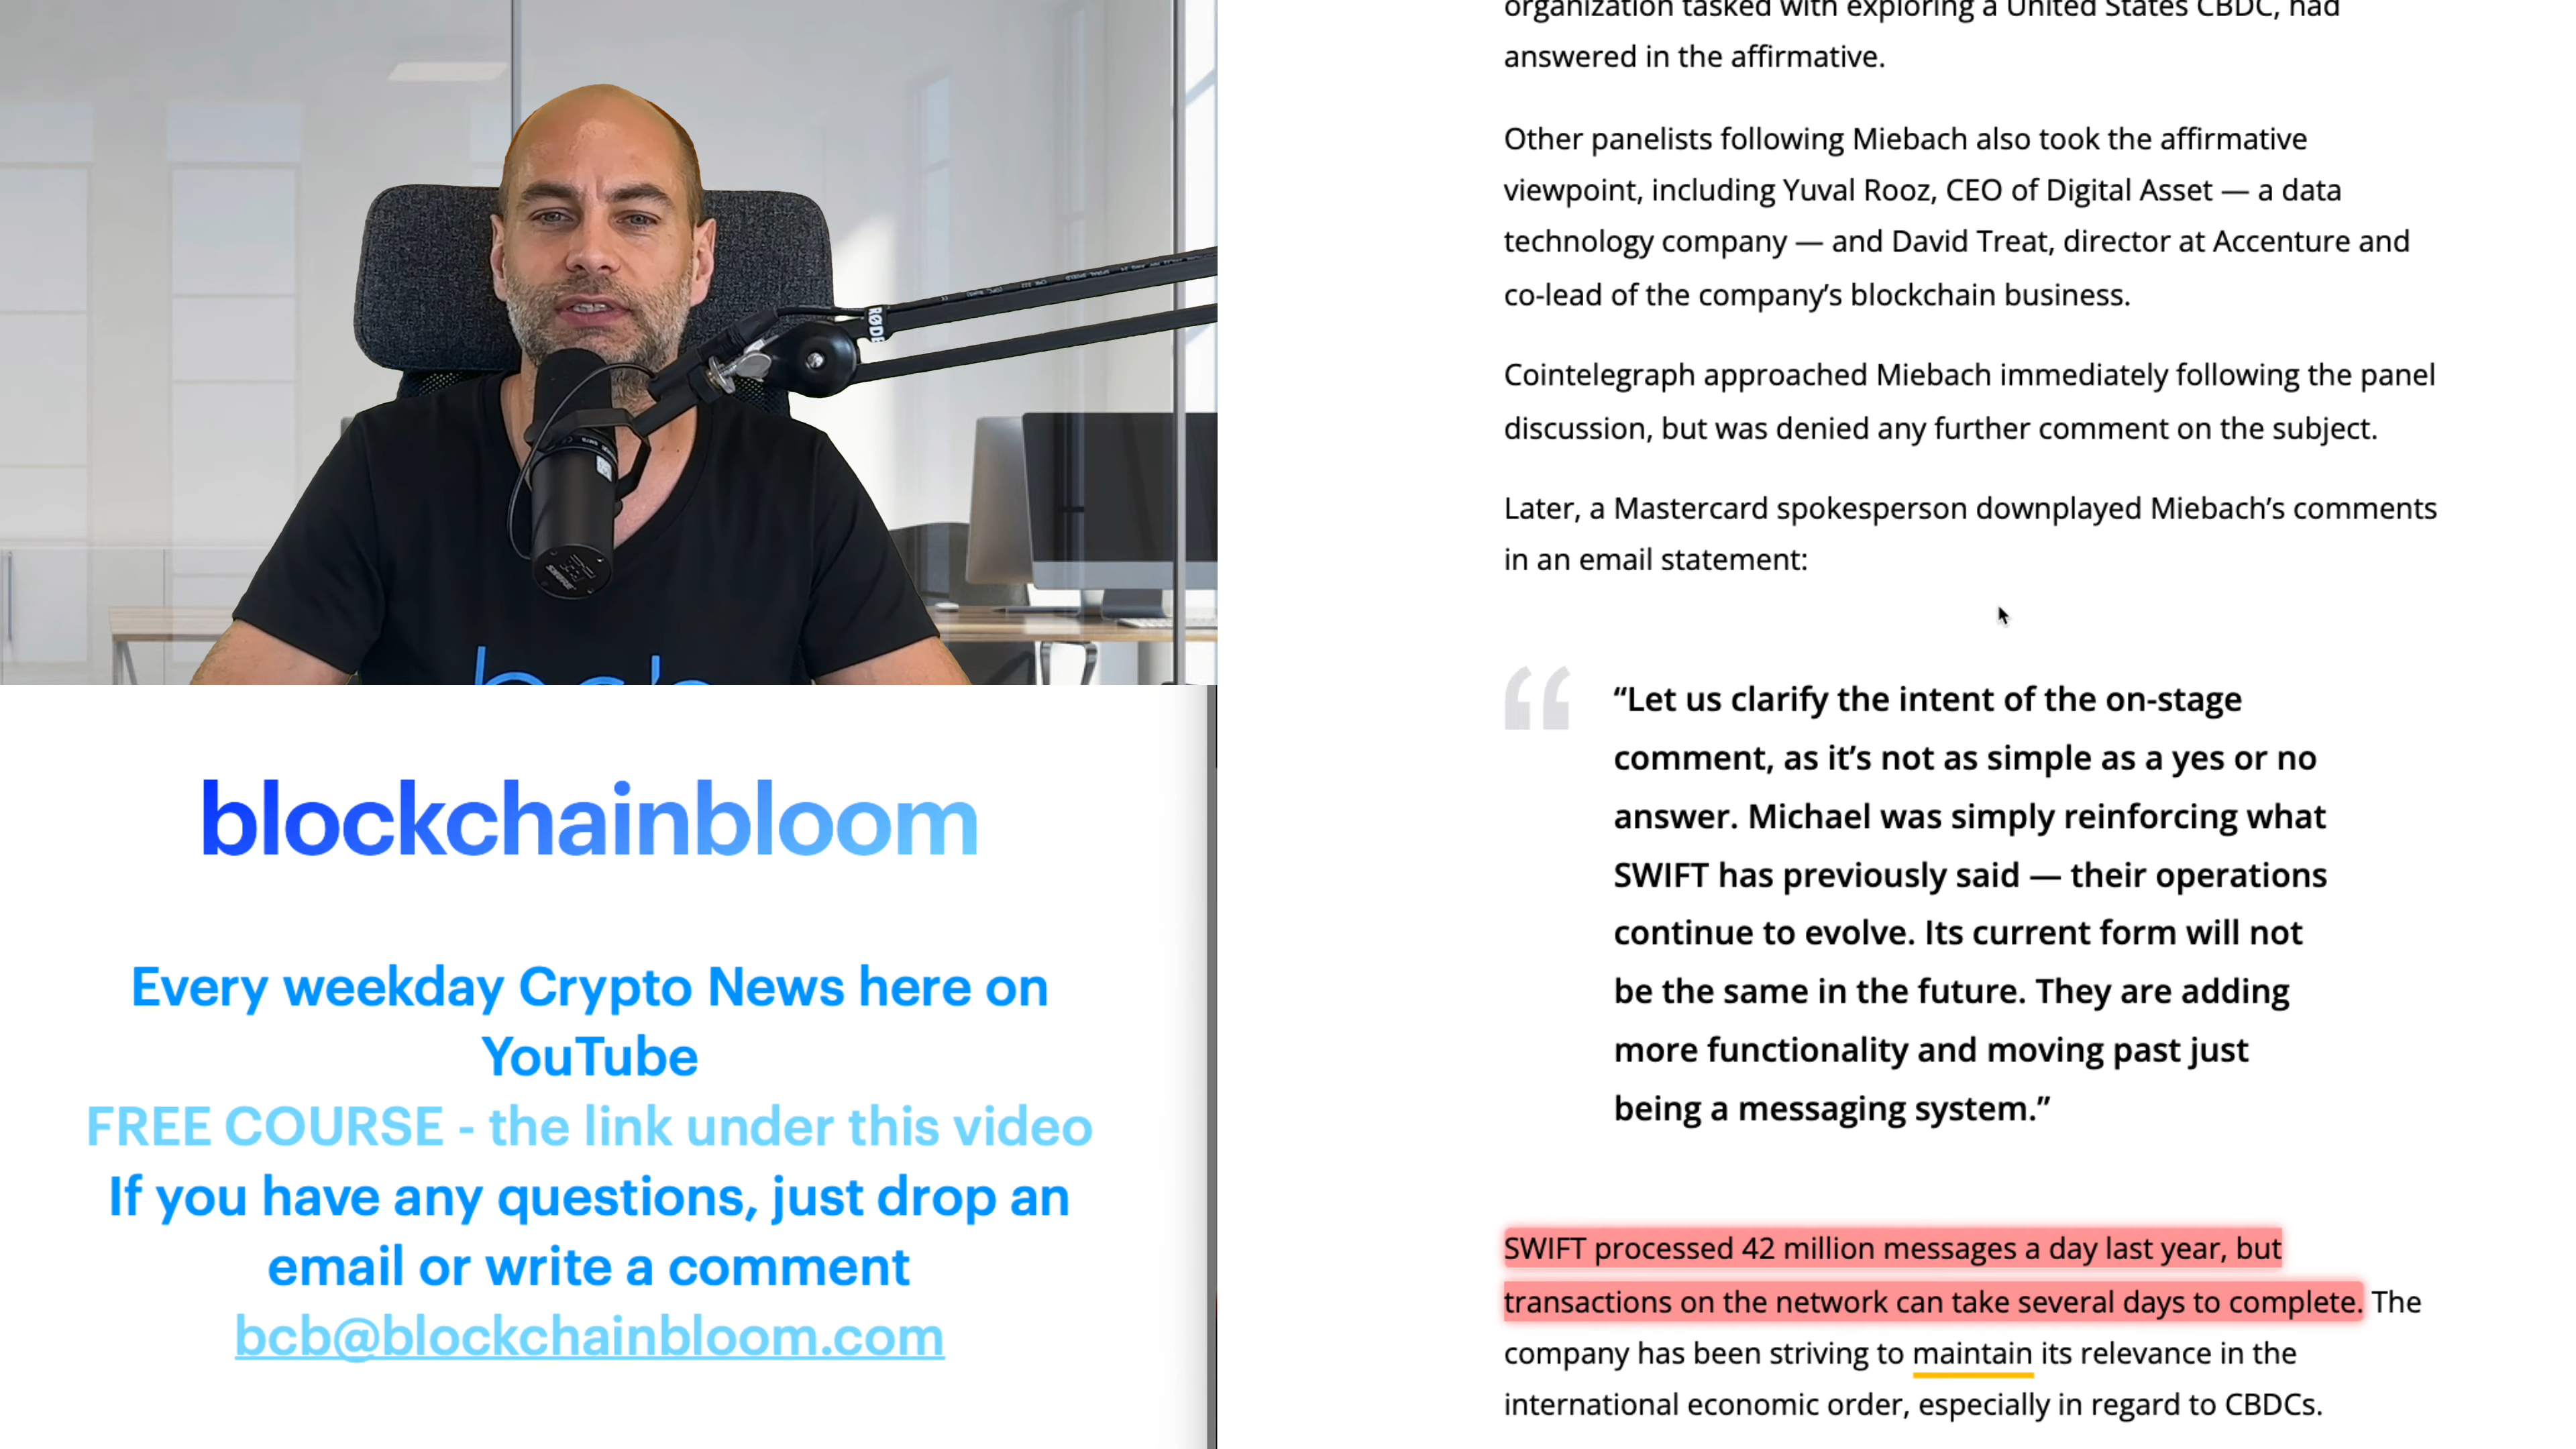 RØDE
bcb
SHURE
blockchainbloom
Every weekday Crypto News here on
YouTube
FREE COURSE - the link under this video
If you have any questions, just drop an
email or write a comment
bcb@blockchainbloom.com
organization tasked with exploring a United States CBDC, had
answered in the affirmative.
Other panelists following Miebach also took the affirmative
viewpoint, including Yuval Rooz, CEO of Digital Asset — a data
technology company — and David Treat, director at Accenture and
co-lead of the company’s blockchain business.
Cointelegraph approached Miebach immediately following the panel
discussion, but was denied any further comment on the subject.
Later, a Mastercard spokesperson downplayed Miebach’s comments
in an email statement:
“Let us clarify the intent of the on-stage
comment, as it’s not as simple as a yes or no
answer. Michael was simply reinforcing what
SWIFT has previously said — their operations
continue to evolve. Its current form will not
be the same in the future. They are adding
more functionality and moving past just
being a messaging system.”
SWIFT processed 42 million messages a day last year, but
transactions on the network can take several days to complete. The
company has been striving to maintain its relevance in the
international economic order, especially in regard to CBDCs.